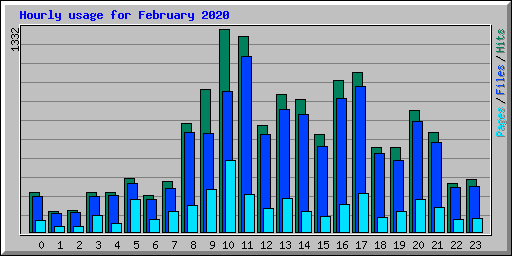 Hourly usage for February 2020
1332
Pages/Files/Hits
0 1 2 3 4 5 6 7 8 9 10 11 12 13 14 15 16 17 18 19 20 21 22 23